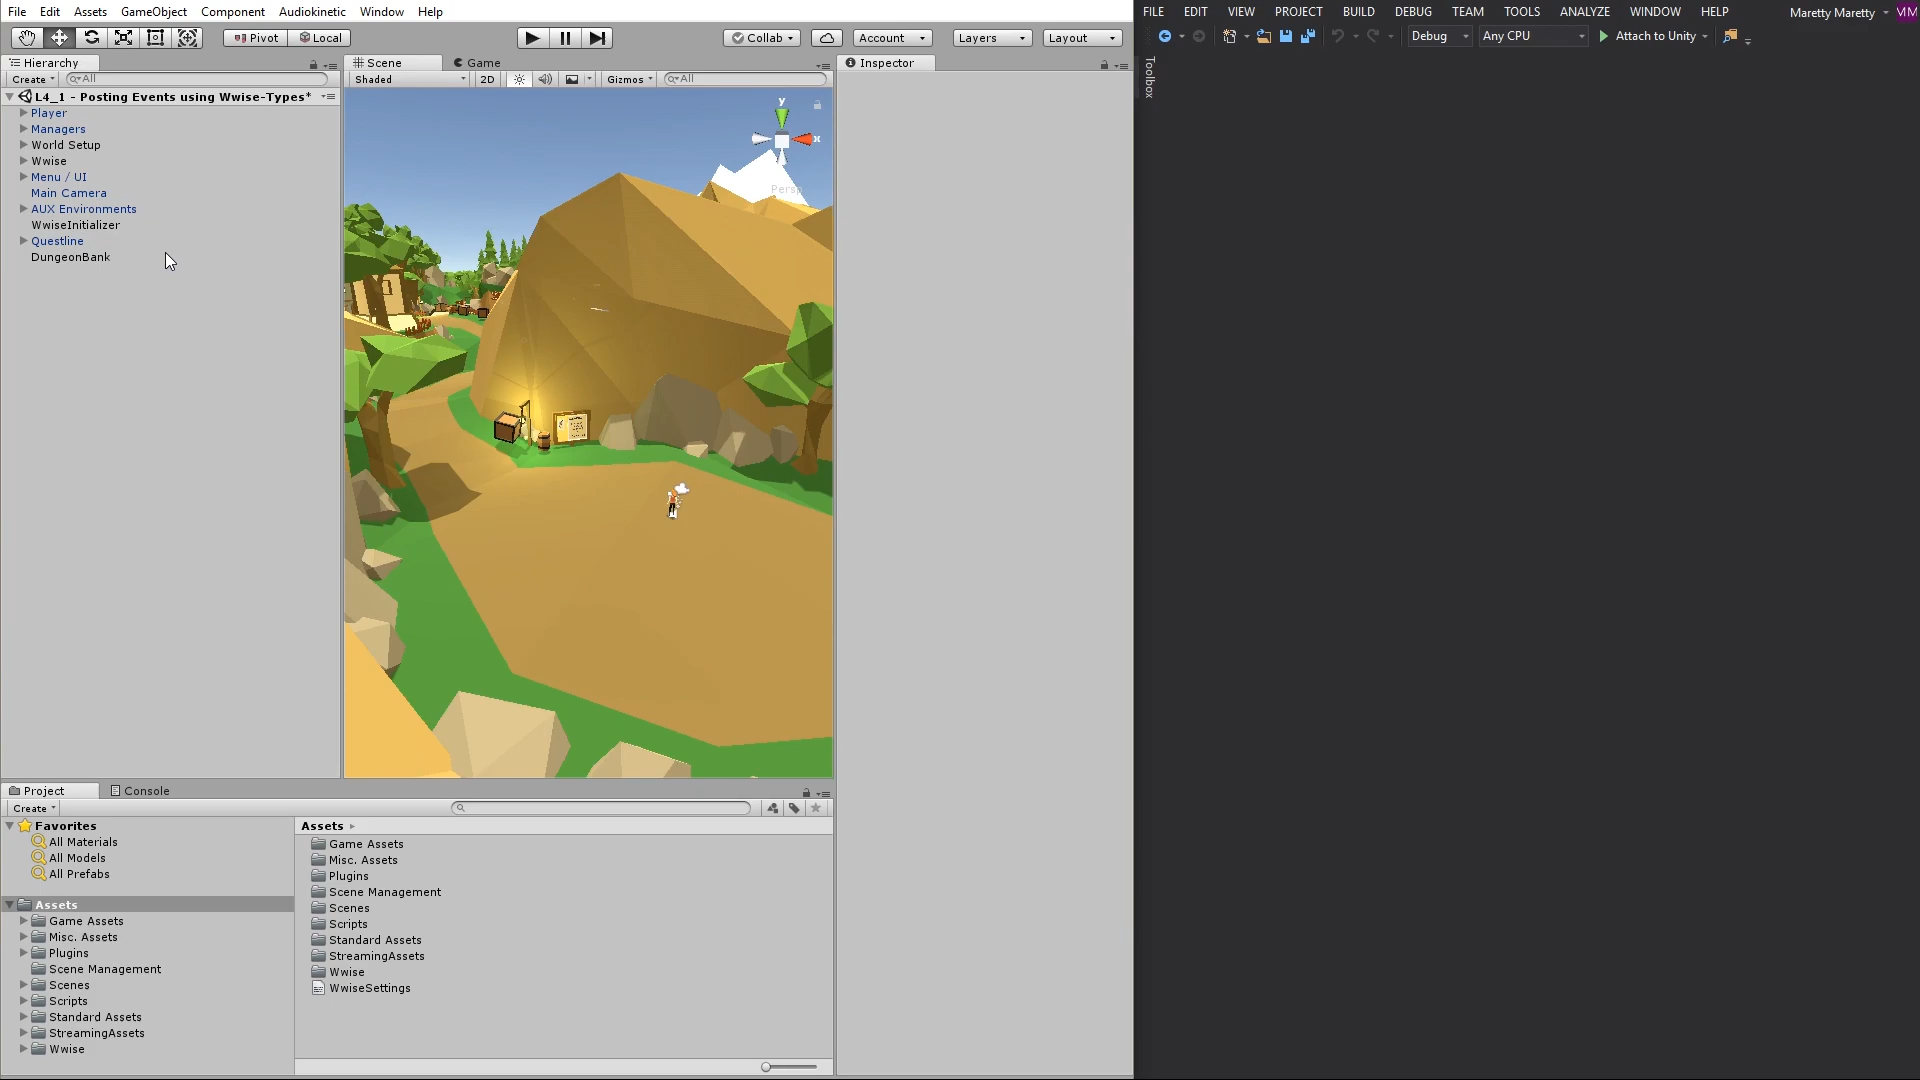 File Edit Assets GameObject Component Audiokinetic Window Help
Pivot Local Collab Account Layers Layout
Hierarchy
Create All
L4_1 - Posting Events using Wwise-Types*
Player
Managers
World Setup
Wwise
Menu / UI
Main Camera
AUX Environments
WwiseInitializer
Questline
DungeonBank
Scene Game
Shaded 2D Gizmos All
y
x
Persp
Inspector
Project Console
Create
Favorites
All Materials
All Models
All Prefabs
Assets
Game Assets
Misc. Assets
Plugins
Scene Management
Scenes
Scripts
Standard Assets
StreamingAssets
Wwise
Assets
Game Assets
Misc. Assets
Plugins
Scene Management
Scenes
Scripts
Standard Assets
StreamingAssets
Wwise
WwiseSettings
FILE EDIT VIEW PROJECT BUILD DEBUG TEAM TOOLS ANALYZE WINDOW HELP Maretty Maretty VM
Debug Any CPU Attach to Unity
Toolbox